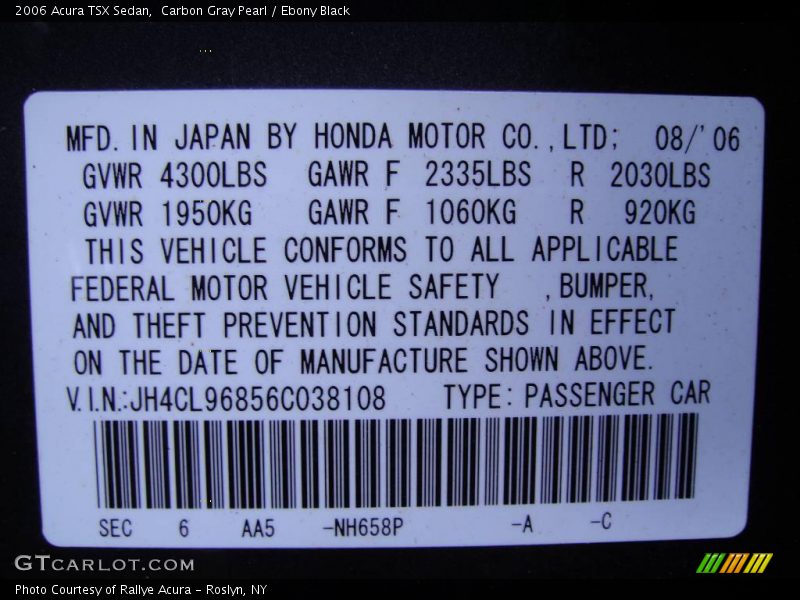 2006 Acura TSX Sedan,  Carbon Gray Pearl / Ebony Black
MFD. IN JAPAN BY HONDA MOTOR CO.,LTD; 08/'06
GVWR 4300LBS GAWR F 2335LBS R 2030LBS
GVWR 1950KG GAWR F 1060KG R 920KG
THIS VEHICLE CONFORMS TO ALL APPLICABLE
FEDERAL MOTOR VEHICLE SAFETY ,BUMPER,
AND THEFT PREVENTION STANDARDS IN EFFECT
ON THE DATE OF MANUFACTURE SHOWN ABOVE.
V.I.N.:JH4CL96856C038108 TYPE: PASSENGER CAR
SEC 6 AA5 -NH658P -A -C
GTCARLOT.COM
Photo Courtesy of Rallye Acura - Roslyn, NY